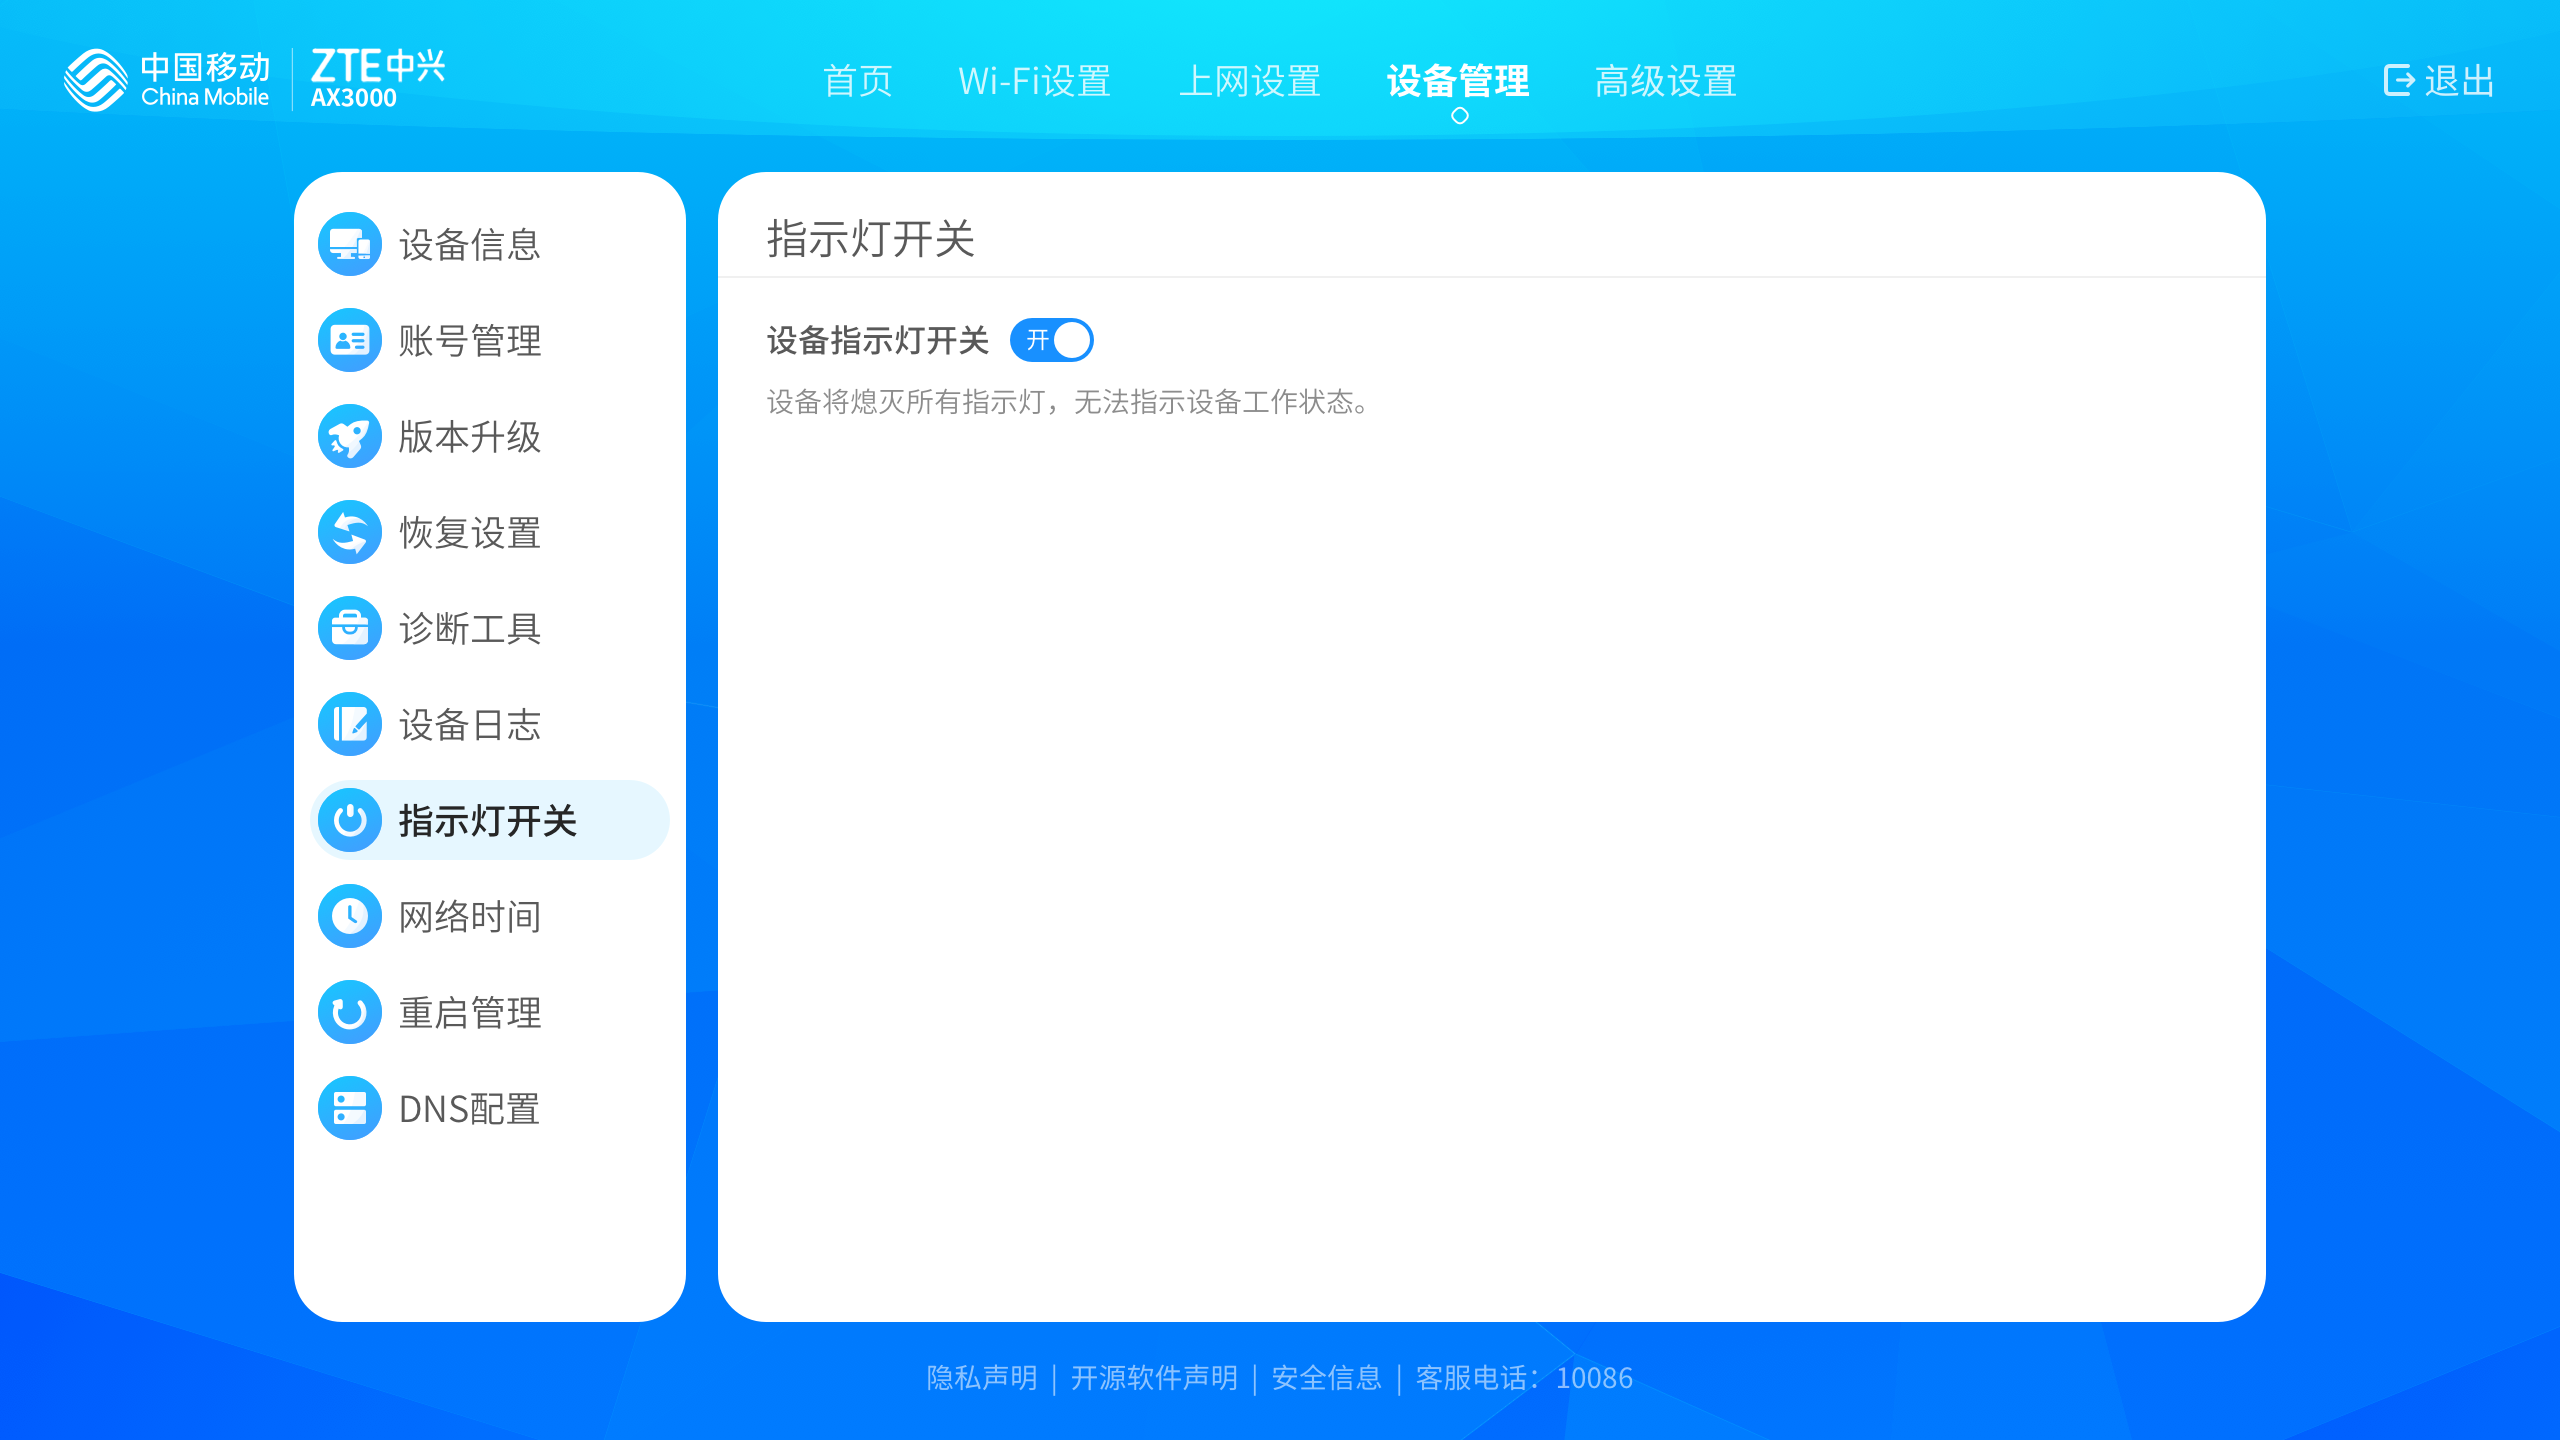 中国移动
China Mobile
ZTE中兴
AX3000
首页
Wi-Fi设置
上网设置
设备管理
高级设置
退出
设备信息
账号管理
版本升级
恢复设置
诊断工具
设备日志
指示灯开关
网络时间
重启管理
DNS配置
指示灯开关
设备指示灯开关 开
设备将熄灭所有指示灯，无法指示设备工作状态。
隐私声明 | 开源软件声明 | 安全信息 | 客服电话：10086